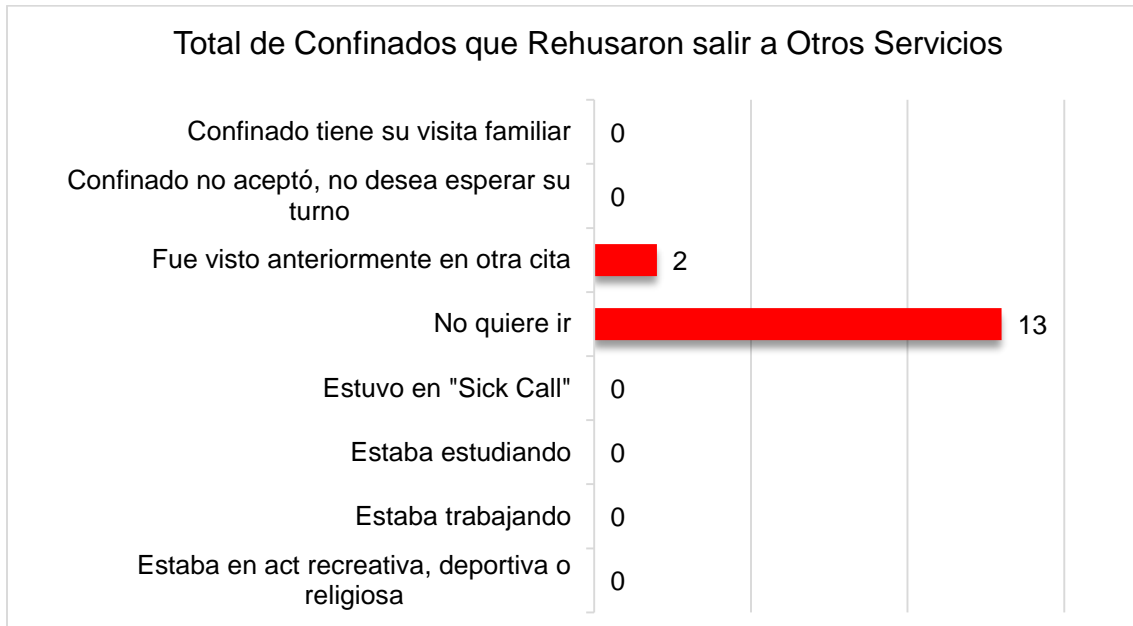 Total de Confinados que Rehusaron salir a Otros Servicios
Confinado tiene su visita familiar 0
Confinado no aceptó, no desea esperar su
turno 0
Fue visto anteriormente en otra cita 2
No quiere ir 13
Estuvo en "Sick Call" 0
Estaba estudiando 0
Estaba trabajando 0
Estaba en act recreativa, deportiva o
religiosa 0